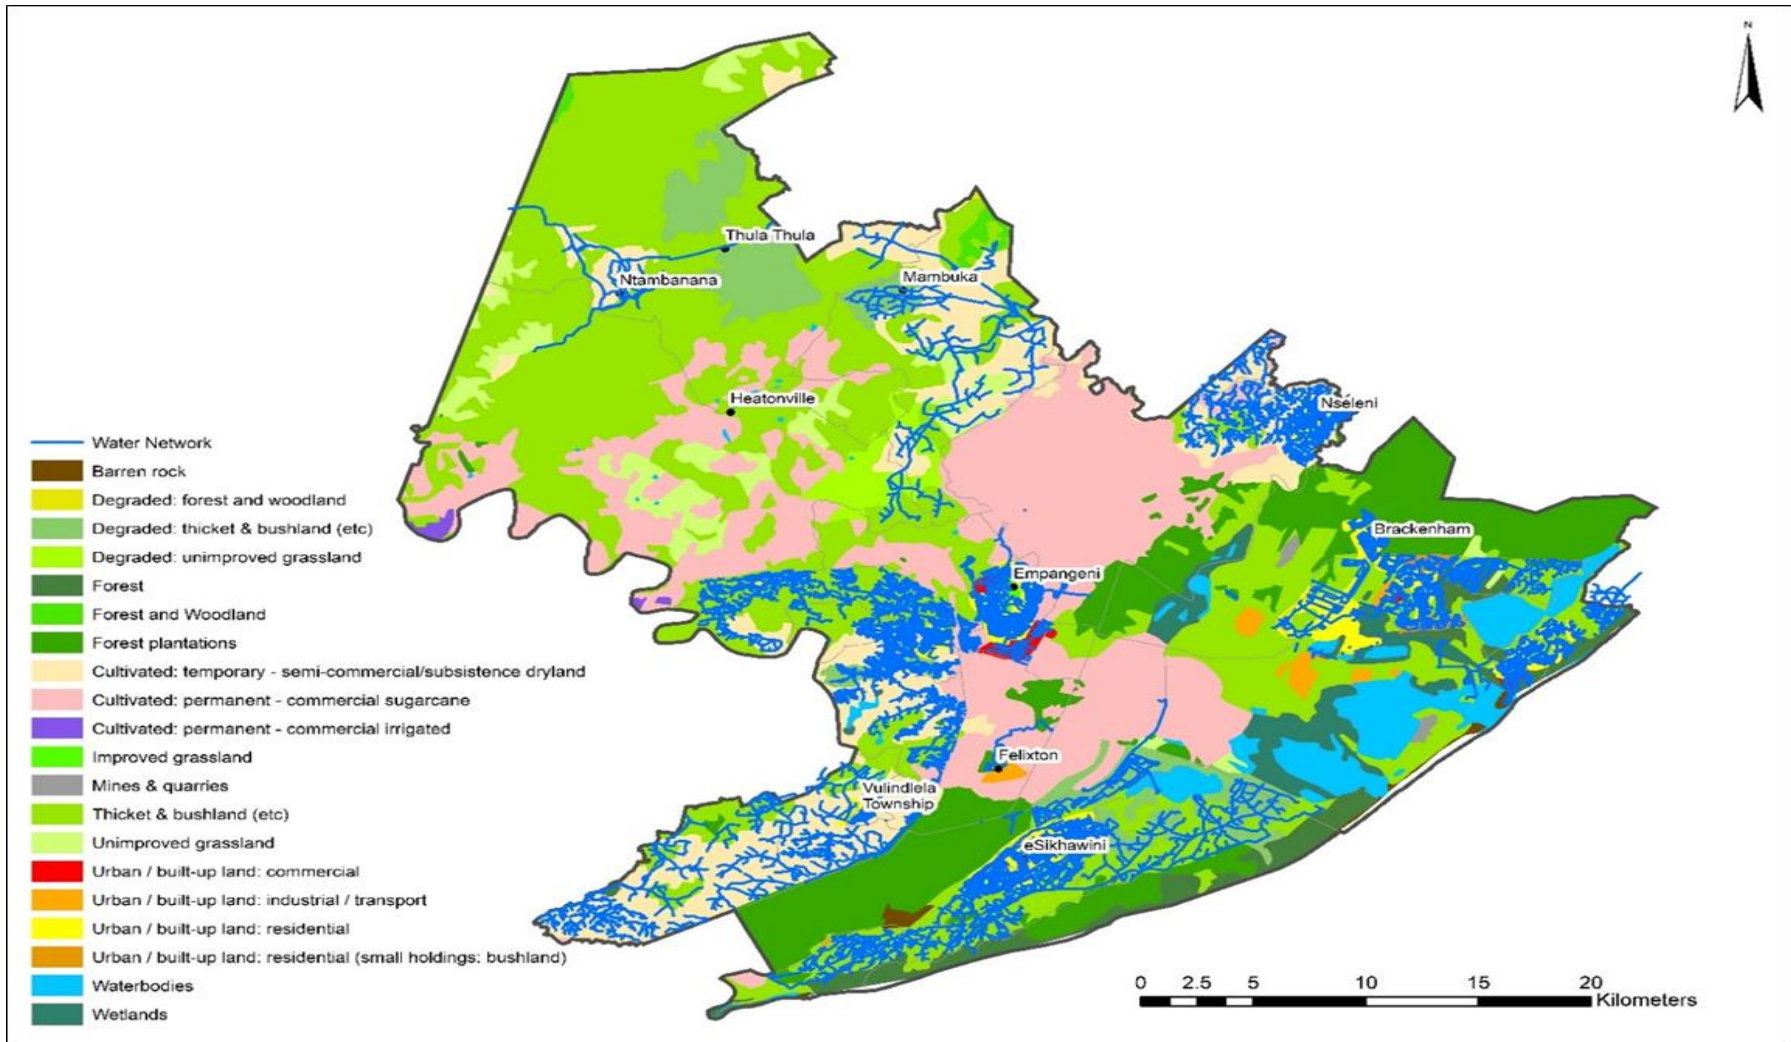 N
Thula Thula
Ntambanana
Mambuka
Heatonville
Nseleni
Brackenham
Empangeni
Felixton
Vulindlela
Township
eSikhawini
Water Network
Barren rock
Degraded: forest and woodland
Degraded: thicket & bushland (etc)
Degraded: unimproved grassland
Forest
Forest and Woodland
Forest plantations
Cultivated: temporary - semi-commercial/subsistence dryland
Cultivated: permanent - commercial sugarcane
Cultivated: permanent - commercial irrigated
Improved grassland
Mines & quarries
Thicket & bushland (etc)
Unimproved grassland
Urban / built-up land: commercial
Urban / built-up land: industrial / transport
Urban / built-up land: residential
Urban / built-up land: residential (small holdings: bushland)
Waterbodies
Wetlands
0 2.5 5 10 15 20
Kilometers